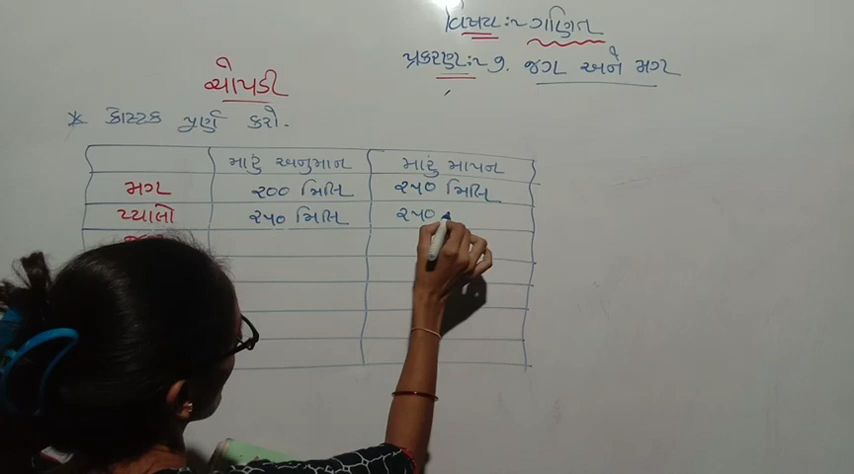 વિષય :~ ગણિત
પ્રકરણ :~ ૭. જગ અને મગ
ચોપડી
* કોષ્ટક પૂર્ણ કરો.
મારું અનુમાન મારું માપન
મગ ૨૦૦ મિલિ ૨૫૦ મિલિ
પ્યાલો ૨૫૦ મિલિ ૨૫૦